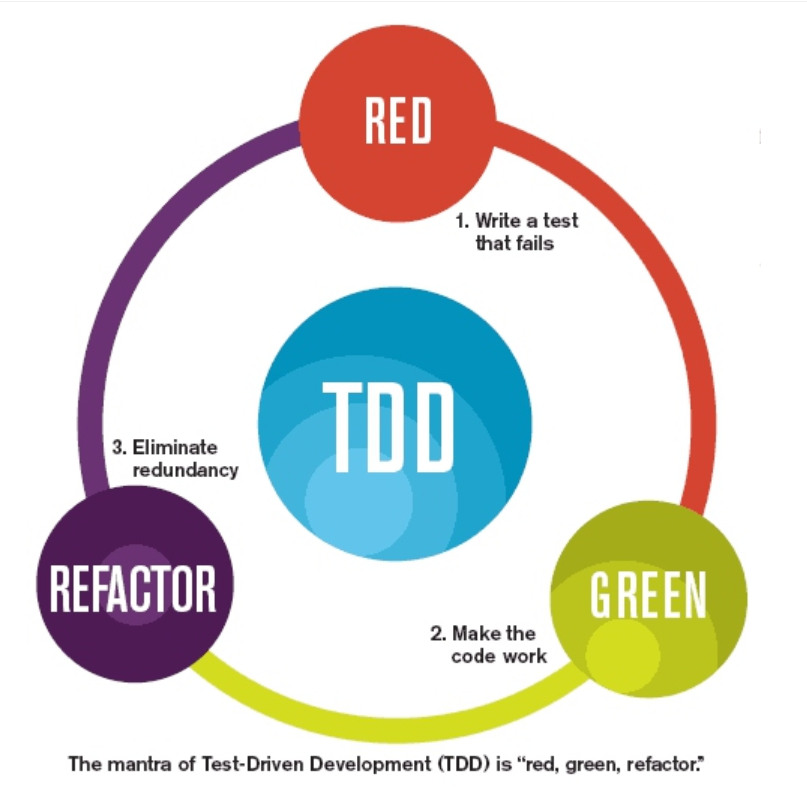 RED
1. Write a test
that fails
TDD
3. Eliminate
redundancy
REFACTOR
GREEN
2. Make the
code work
The mantra of Test-Driven Development (TDD) is “red, green, refactor.”